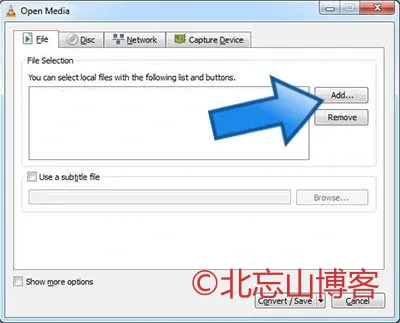 Open Media
File Disc Network Capture Device
File Selection
You can select local files with the following list and buttons.
Add...
Remove
Use a subtitle file
Browse...
Show more options
©北忘山博客
Convert / Save Cancel